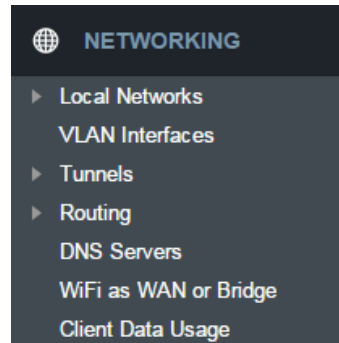 NETWORKING
Local Networks
VLAN Interfaces
Tunnels
Routing
DNS Servers
WiFi as WAN or Bridge
Client Data Usage